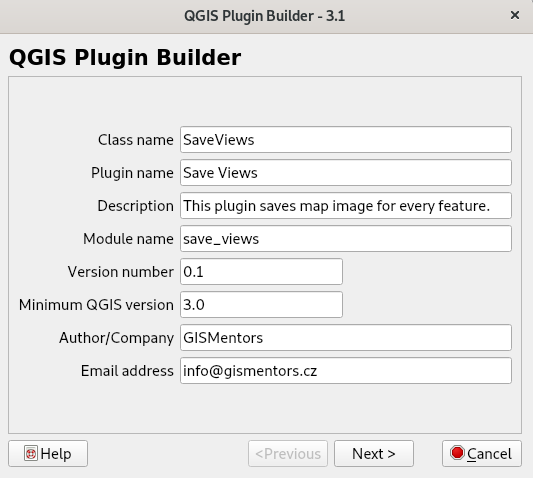 QGIS Plugin Builder - 3.1
×
QGIS Plugin Builder
Class name SaveViews
Plugin name Save Views
Description This plugin saves map image for every feature.
Module name save_views
Version number 0.1
Minimum QGIS version 3.0
Author/Company GISMentors
Email address info@gismentors.cz
Help <Previous Next > Cancel